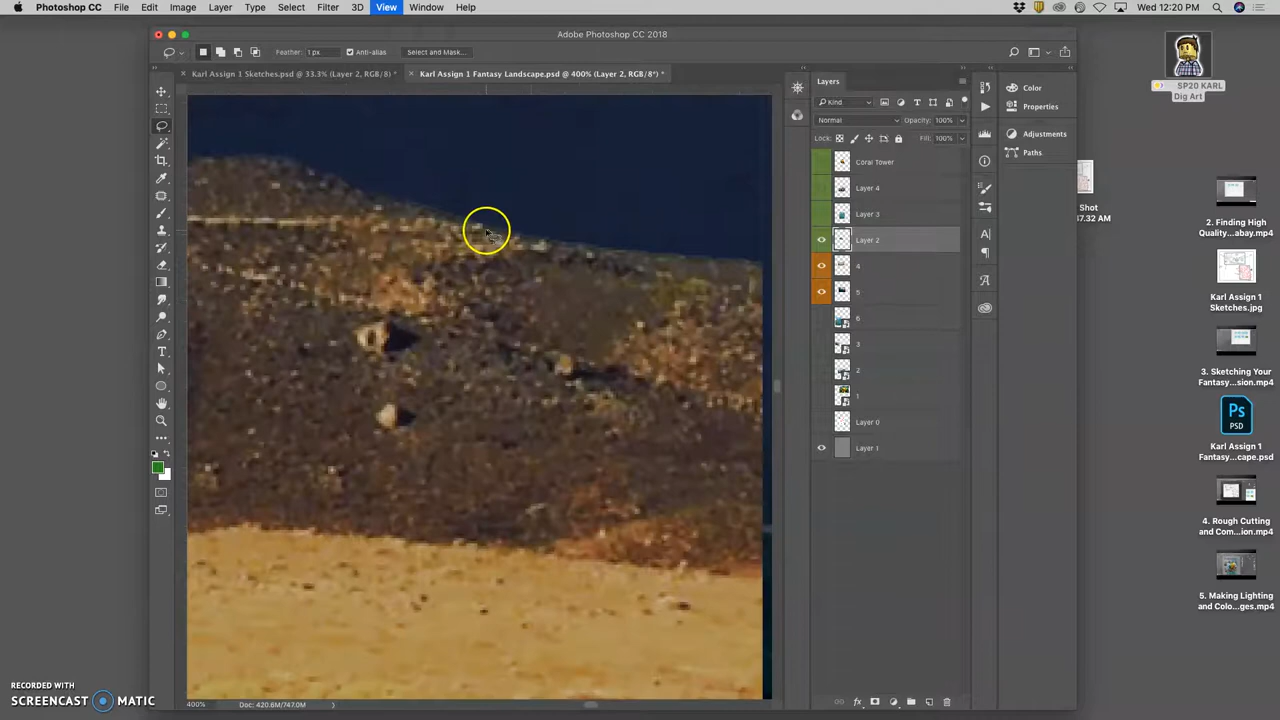 Photoshop CC File Edit Image Layer Type Select Filter 3D View Window Help Wed 12:20 PM
Adobe Photoshop CC 2018
Feather: 1 px Anti-alias Select and Mask...
Karl Assign 1 Sketches.psd @ 33.3% (Layer 2, RGB/8) * Karl Assign 1 Fantasy Landscape.psd @ 400% (Layer 2, RGB/8*) *
Layers
Kind
Normal Opacity: 100%
Lock: Fill: 100%
Coral Tower
Layer 4
Layer 3
Layer 2
4
5
6
3
2
1
Layer 0
Layer 1
Color
Properties
Adjustments
Paths
400% Doc: 420.6M/747.0M
SP20 KARL
Dig Art
Shot
2. Finding High
Quality...abay.mp4
Karl Assign 1
Sketches.jpg
3. Sketching Your
Fantasy...sion.mp4
PSD
Karl Assign 1
Fantasy...cape.psd
4. Rough Cutting
and Com...ion.mp4
5. Making Lighting
and Colo...ges.mp4
RECORDED WITH
SCREENCAST MATIC